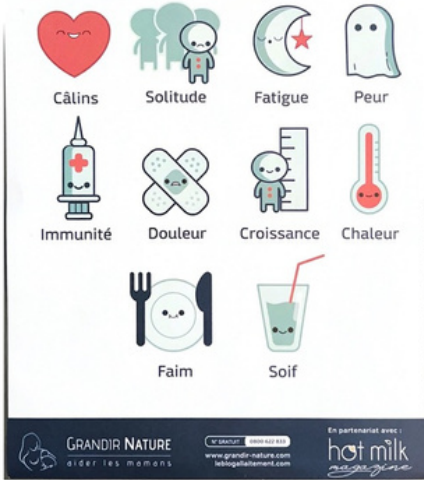 Câlins
Solitude
Fatigue
Peur
Immunité
Douleur
Croissance
Chaleur
Faim
Soif
GRANDIR NATURE
aider les mamans
N° GRATUIT 0800 622 833
www.grandir-nature.com
leblogallaitement.com
En partenariat avec :
hot milk
magazine